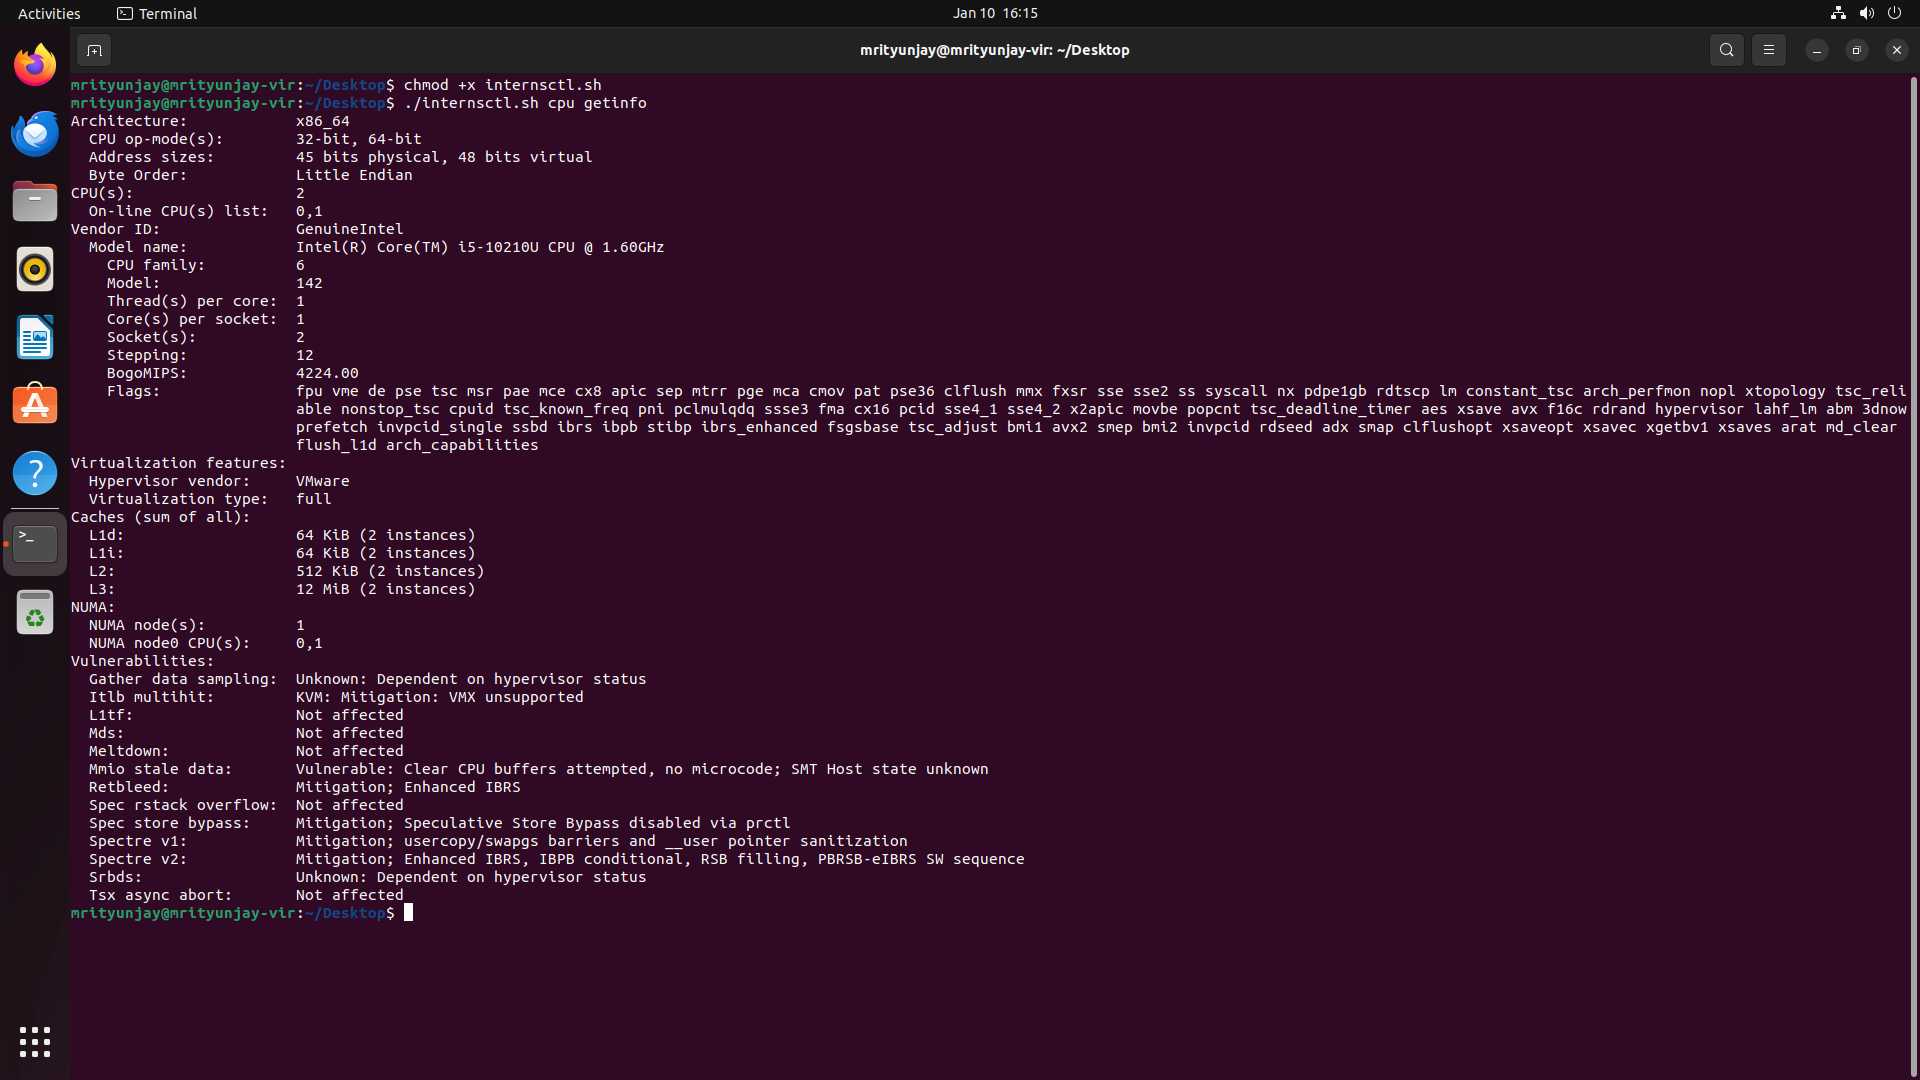 Activities
Terminal
Jan 10  16:15
mrityunjay@mrityunjay-vir: ~/Desktop
mrityunjay@mrityunjay-vir:~/Desktop$ chmod +x internsctl.sh
mrityunjay@mrityunjay-vir:~/Desktop$ ./internsctl.sh cpu getinfo
Architecture:            x86_64
  CPU op-mode(s):        32-bit, 64-bit
  Address sizes:         45 bits physical, 48 bits virtual
  Byte Order:            Little Endian
CPU(s):                  2
  On-line CPU(s) list:   0,1
Vendor ID:               GenuineIntel
  Model name:            Intel(R) Core(TM) i5-10210U CPU @ 1.60GHz
    CPU family:          6
    Model:               142
    Thread(s) per core:  1
    Core(s) per socket:  1
    Socket(s):           2
    Stepping:            12
    BogoMIPS:            4224.00
    Flags:               fpu vme de pse tsc msr pae mce cx8 apic sep mtrr pge mca cmov pat pse36 clflush mmx fxsr sse sse2 ss syscall nx pdpe1gb rdtscp lm constant_tsc arch_perfmon nopl xtopology tsc_reli
                         able nonstop_tsc cpuid tsc_known_freq pni pclmulqdq ssse3 fma cx16 pcid sse4_1 sse4_2 x2apic movbe popcnt tsc_deadline_timer aes xsave avx f16c rdrand hypervisor lahf_lm abm 3dnow
                         prefetch invpcid_single ssbd ibrs ibpb stibp ibrs_enhanced fsgsbase tsc_adjust bmi1 avx2 smep bmi2 invpcid rdseed adx smap clflushopt xsaveopt xsavec xgetbv1 xsaves arat md_clear
                         flush_l1d arch_capabilities
Virtualization features:
  Hypervisor vendor:     VMware
  Virtualization type:   full
Caches (sum of all):
  L1d:                   64 KiB (2 instances)
  L1i:                   64 KiB (2 instances)
  L2:                    512 KiB (2 instances)
  L3:                    12 MiB (2 instances)
NUMA:
  NUMA node(s):          1
  NUMA node0 CPU(s):     0,1
Vulnerabilities:
  Gather data sampling:  Unknown: Dependent on hypervisor status
  Itlb multihit:         KVM: Mitigation: VMX unsupported
  L1tf:                  Not affected
  Mds:                   Not affected
  Meltdown:              Not affected
  Mmio stale data:       Vulnerable: Clear CPU buffers attempted, no microcode; SMT Host state unknown
  Retbleed:              Mitigation; Enhanced IBRS
  Spec rstack overflow:  Not affected
  Spec store bypass:     Mitigation; Speculative Store Bypass disabled via prctl
  Spectre v1:            Mitigation; usercopy/swapgs barriers and __user pointer sanitization
  Spectre v2:            Mitigation; Enhanced IBRS, IBPB conditional, RSB filling, PBRSB-eIBRS SW sequence
  Srbds:                 Unknown: Dependent on hypervisor status
  Tsx async abort:       Not affected
mrityunjay@mrityunjay-vir:~/Desktop$